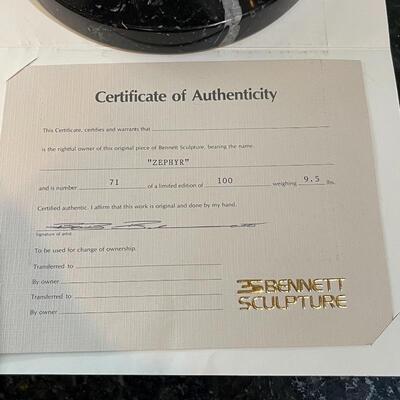 Certificate of Authenticity
This Certificate, certifies and warrants that
is the rightful owner of this original piece of Bennett Sculpture, bearing the name.
"ZEPHYR"
and is number 71 of a limited edition of 100 weighing 9.5 lbs.
Certified authentic. I affirm that this work is original and done by my hand.
Signature of artist
To be used for change of ownership.
Transferred to
By owner
Transferred to
By owner
BENNETT
SCULPTURE